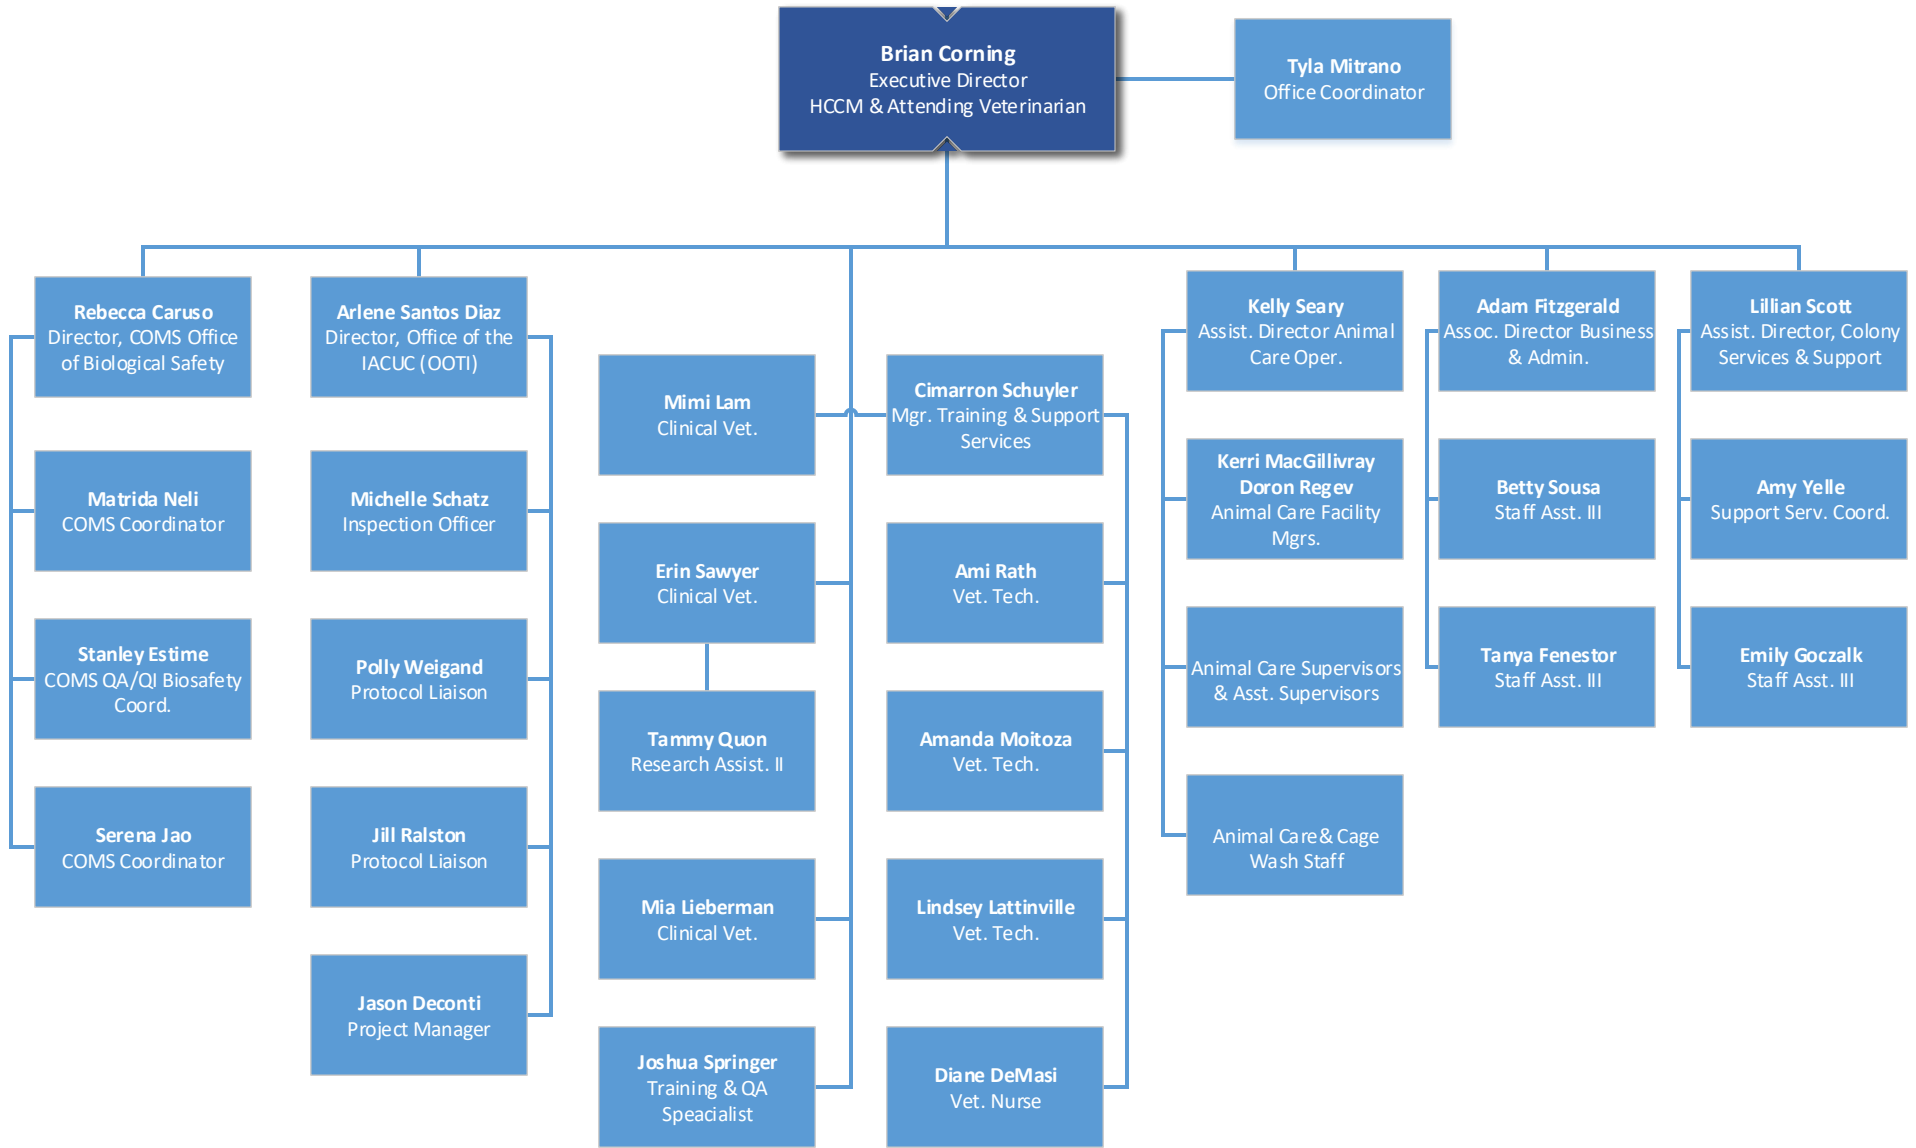 Brian Corning
Executive Director
HCCM & Attending Veterinarian
Tyla Mitrano
Office Coordinator
Rebecca Caruso
Director, COMS Office
of Biological Safety
Matrida Neli
COMS Coordinator
Stanley Estime
COMS QA/QI Biosafety
Coord.
Serena Jao
COMS Coordinator
Arlene Santos Diaz
Director, Office of the
IACUC (OOTI)
Michelle Schatz
Inspection Officer
Polly Weigand
Protocol Liaison
Jill Ralston
Protocol Liaison
Jason Deconti
Project Manager
Mimi Lam
Clinical Vet.
Erin Sawyer
Clinical Vet.
Tammy Quon
Research Assist. II
Mia Lieberman
Clinical Vet.
Joshua Springer
Training & QA
Speacialist
Cimarron Schuyler
Mgr. Training & Support
Services
Ami Rath
Vet. Tech.
Amanda Moitoza
Vet. Tech.
Lindsey Lattinville
Vet. Tech.
Diane DeMasi
Vet. Nurse
Kelly Seary
Assist. Director Animal
Care Oper.
Kerri MacGillivray
Doron Regev
Animal Care Facility
Mgrs.
Animal Care Supervisors
& Asst. Supervisors
Animal Care& Cage
Wash Staff
Adam Fitzgerald
Assoc. Director Business
& Admin.
Betty Sousa
Staff Asst. III
Tanya Fenestor
Staff Asst. III
Lillian Scott
Assist. Director, Colony
Services & Support
Amy Yelle
Support Serv. Coord.
Emily Goczalk
Staff Asst. III